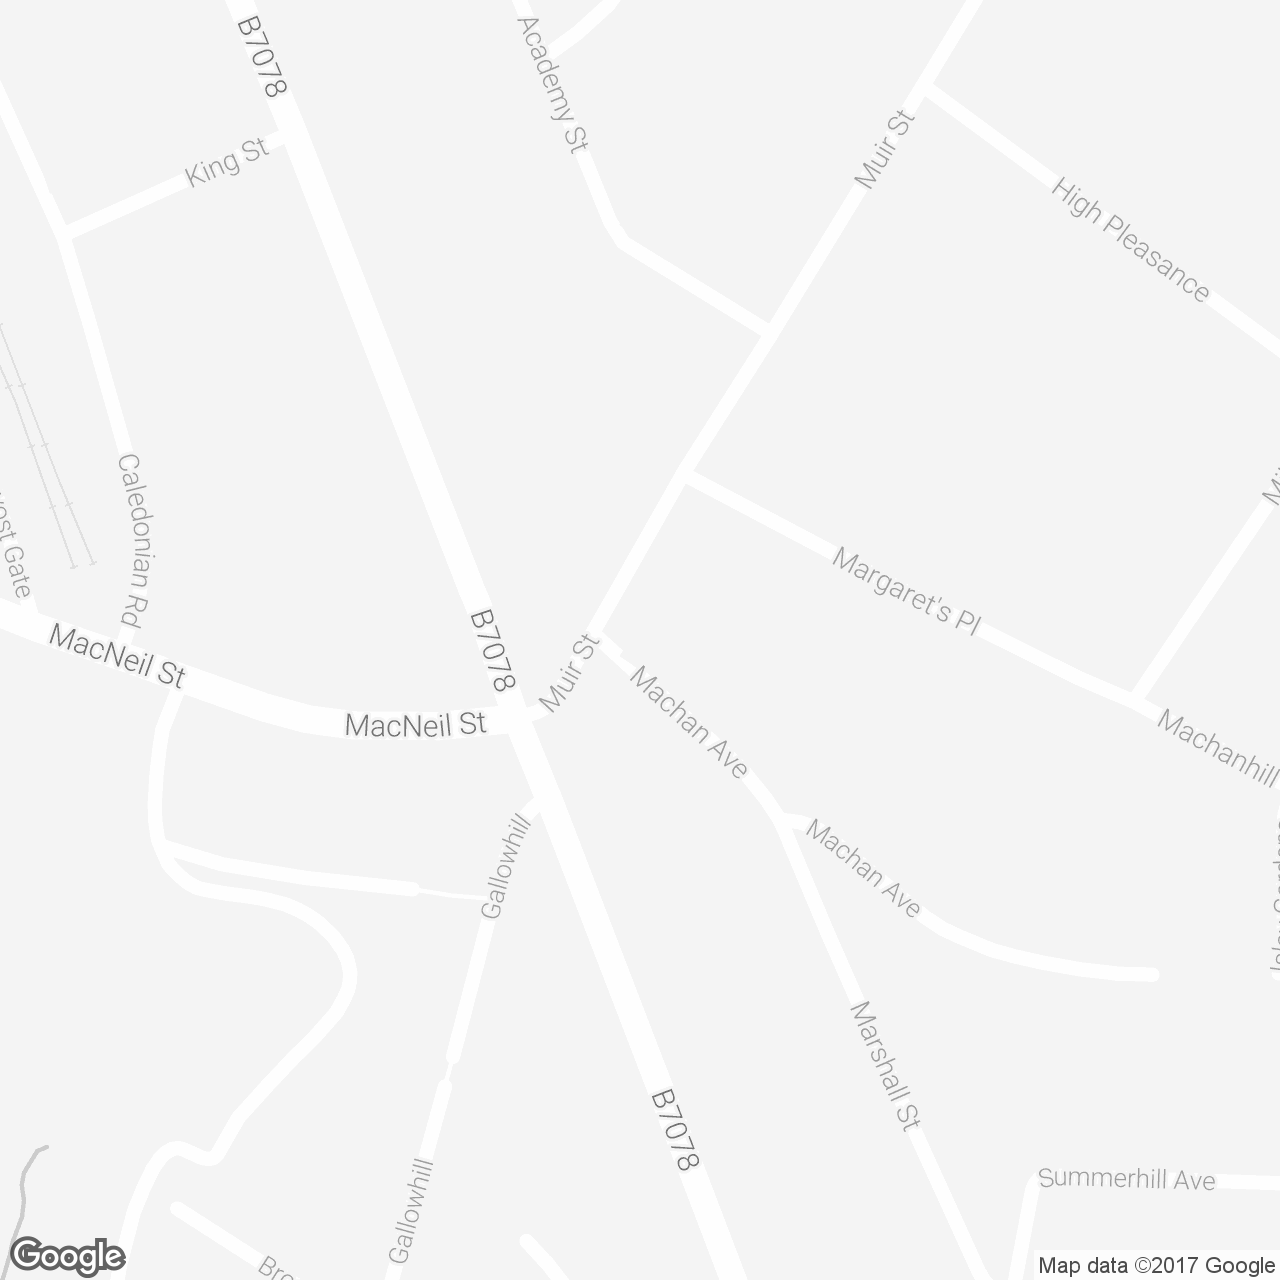 B7078
Academy St
Muir St
King St
High Pleasance
Caledonian Rd
Gate
Margaret's Pl
MacNeil St
B7078
Muir St
MacNeil St
Machan Ave
Machanhill
Gallowhill
Machan Ave
Marshall St
B7078
Gallowhill
Summerhill Ave
Google
Map data ©2017 Google